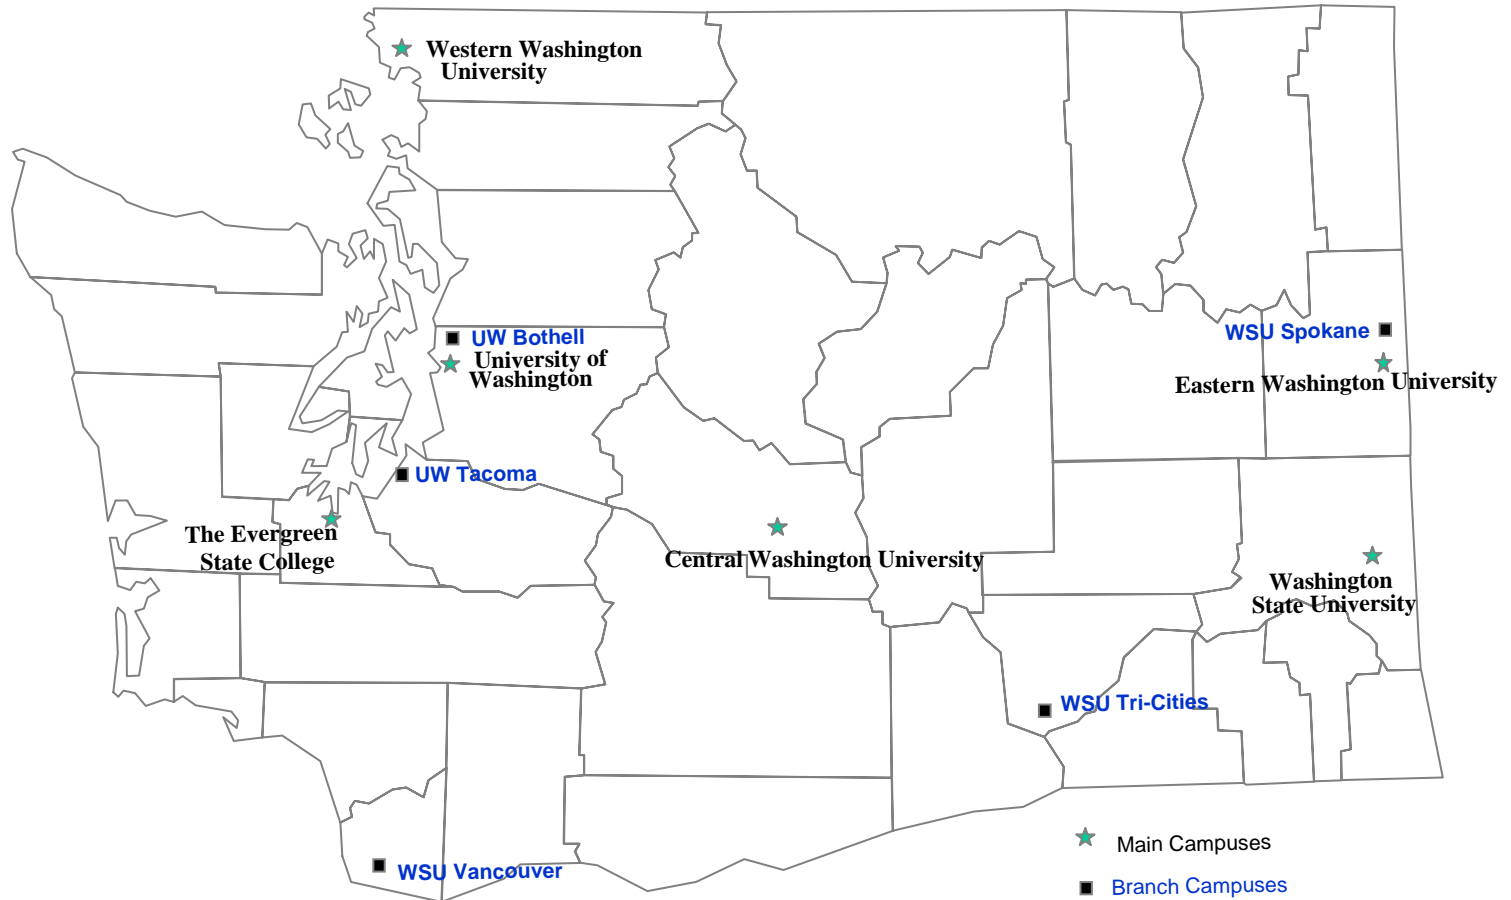 Western Washington
University
UW Bothell
University of
Washington
WSU Spokane
Eastern Washington University
UW Tacoma
The Evergreen
State College
Central Washington University
Washington
State University
WSU Tri-Cities
WSU Vancouver
Main Campuses
Branch Campuses